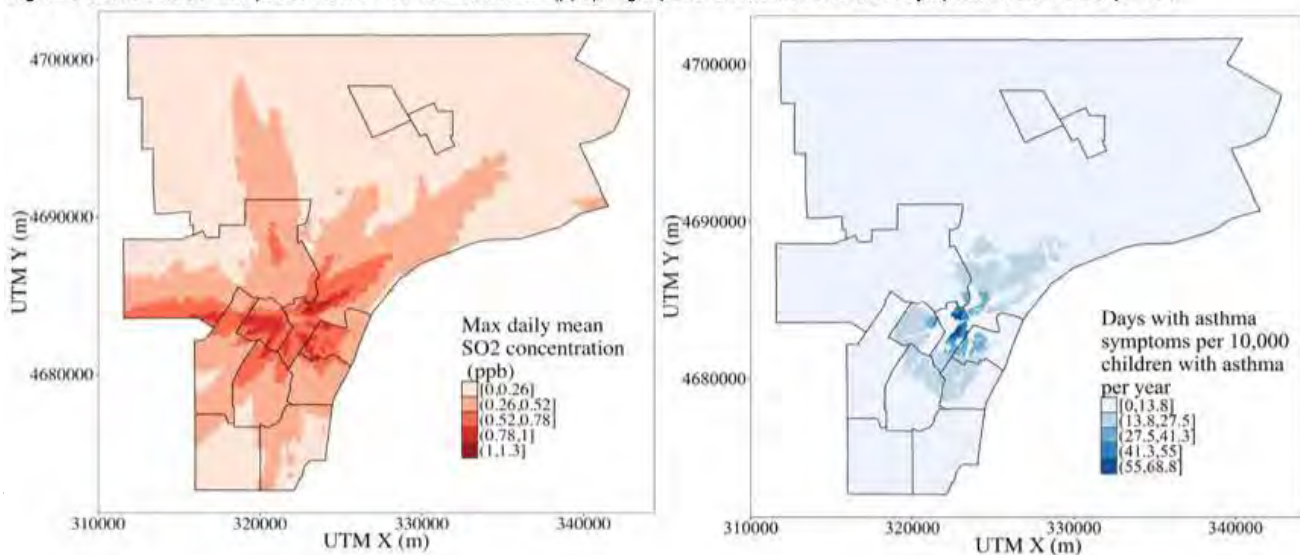 4700000
4690000
4680000
UTM Y (m)
310000 320000 330000 340000
UTM X (m)
Max daily mean
SO2 concentration
(ppb)
[0,0.26]
(0.26,0.52]
(0.52,0.78]
(0.78,1]
(1,1.3]
4700000
4690000
4680000
UTM Y (m)
310000 320000 330000 340000
UTM X (m)
Days with asthma
symptoms per 10,000
children with asthma
per year
[0,13.8]
(13.8,27.5]
(27.5,41.3]
(41.3,55]
(55,68.8]